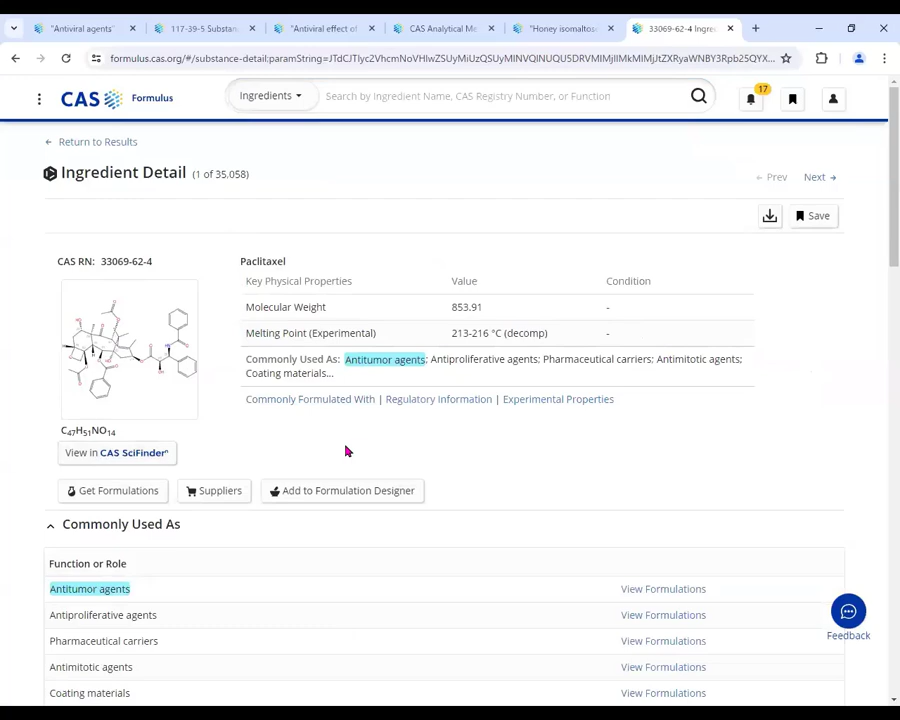 "Antiviral agents"
117-39-5 Substan
"Antiviral effect of
CAS Analytical Me
"Honey isomaltose
33069-62-4 Ingre
formulus.cas.org/#/substance-detail:paramString=JTdCJTIyc2VhcmNoVHlwZSUyMiUzQSUyMlNVQlNUQU5DRVMlMjIlMkMlMjJtZXRyaWNBY3Rpb25QSU...
CAS Formulus
Ingredients
Search by Ingredient Name, CAS Registry Number, or Function
17
Return to Results
Ingredient Detail (1 of 35.058)
Prev Next
Save
CAS RN: 33069-62-4
Paclitaxel
Key Physical Properties Value Condition
Molecular Weight 853.91 -
Melting Point (Experimental) 213-216 °C (decomp) -
Commonly Used As: Antitumor agents; Antiproliferative agents; Pharmaceutical carriers; Antimitotic agents;
Coating materials...
Commonly Formulated With | Regulatory Information | Experimental Properties
C47H51NO14
View in CAS SciFinderⁿ
Get Formulations
Suppliers
Add to Formulation Designer
Commonly Used As
Function or Role
Antitumor agents View Formulations
Antiproliferative agents View Formulations
Pharmaceutical carriers View Formulations
Antimitotic agents View Formulations
Coating materials View Formulations
Feedback